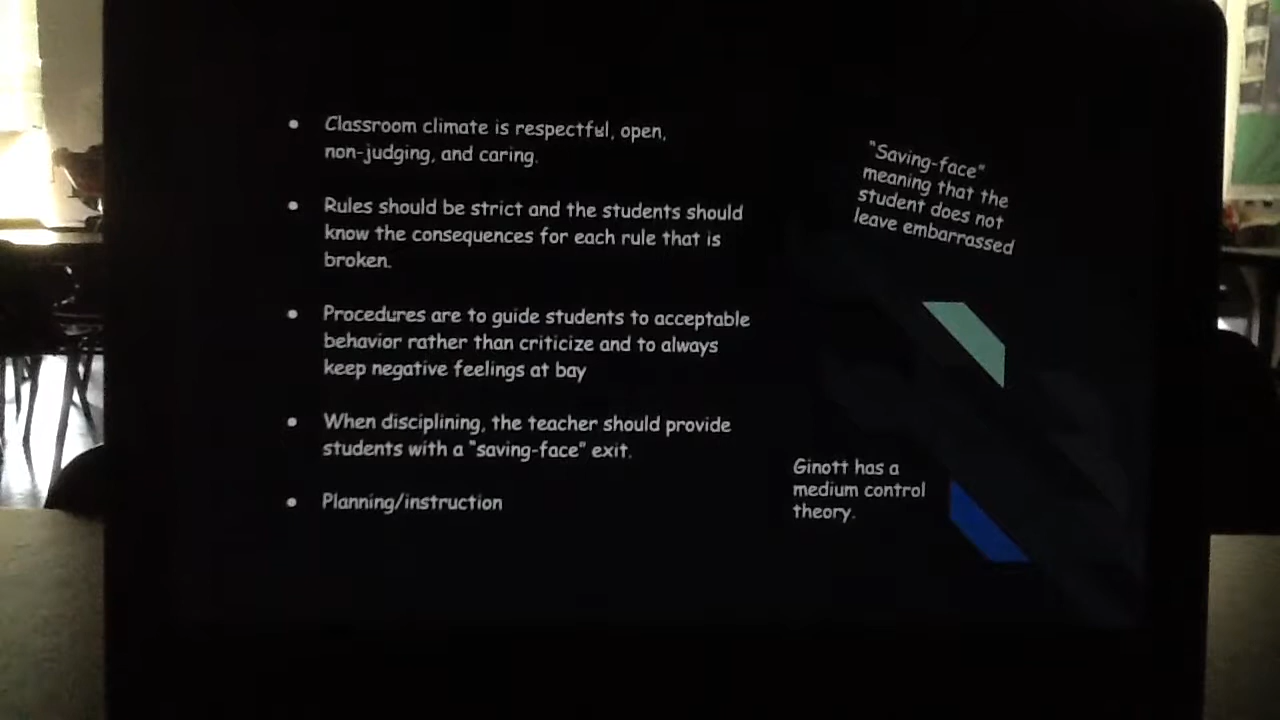 • Classroom climate is respectful, open,
non-judging, and caring.
• Rules should be strict and the students should
know the consequences for each rule that is
broken.
• Procedures are to guide students to acceptable
behavior rather than criticize and to always
keep negative feelings at bay
• When disciplining, the teacher should provide
students with a "saving-face" exit.
• Planning/instruction
"Saving-face"
meaning that the
student does not
leave embarrassed
Ginott has a
medium control
theory.